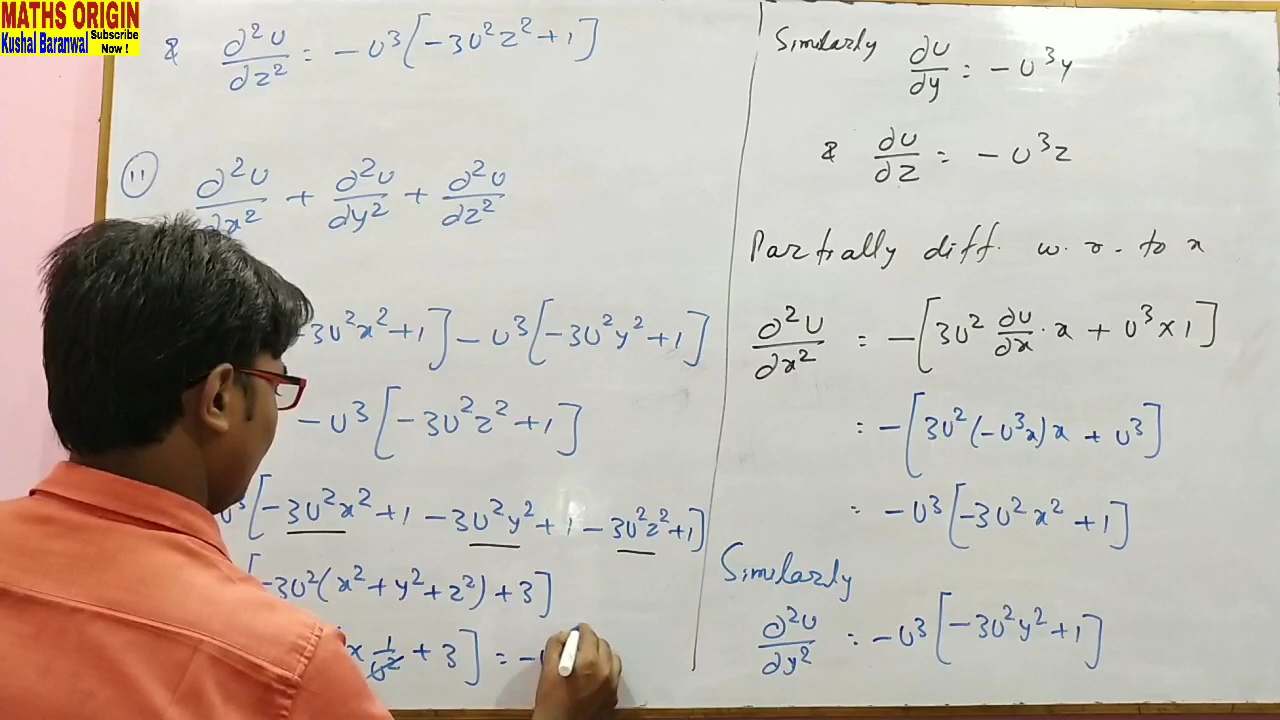 MATHS ORIGIN
Kushal Baranwal Subscribe Now !
& ∂²u/∂z² = -u³[-3u²z²+1]
(11) ∂²u/∂x² + ∂²u/∂y² + ∂²u/∂z²
-3u²x²+1] - u³[-3u²y²+1]
- u³[-3u²z²+1]
u³[-3u²x²+1 -3u²y²+1 -3u²z²+1]
[-3u²(x²+y²+z²)+3]
x 1/u² + 3] = -
Similarly ∂u/∂y = -u³y
& ∂u/∂z = -u³z
Partially diff. w. r. to x
∂²u/∂x² = -[3u² ∂u/∂x . x + u³ x 1]
= -[3u²(-u³x)x + u³]
= -u³[-3u²x²+1]
Similarly
∂²u/∂y² = -u³[-3u²y²+1]